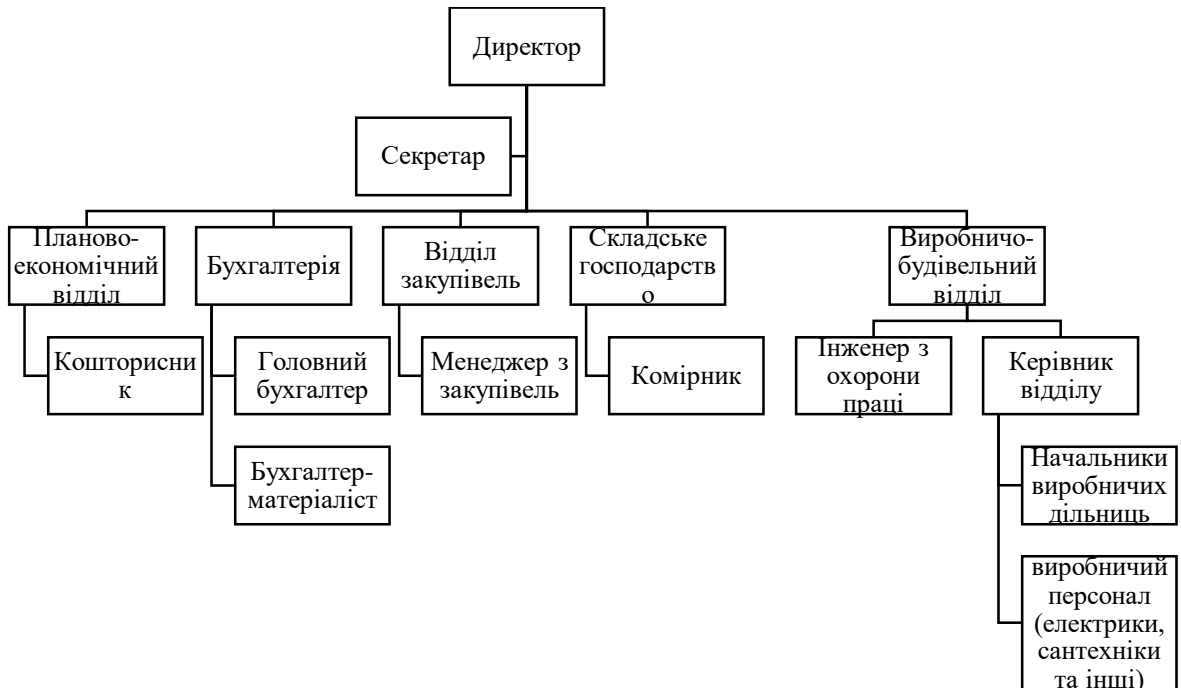 Директор
Секретар
Планово-
економічний
відділ
Бухгалтерія
Відділ
закупівель
Складське
господарств
о
Виробничо-
будівельний
відділ
Кошторисни
к
Головний
бухгалтер
Менеджер з
закупівель
Комірник
Інженер з
охорони
праці
Керівник
відділу
Бухгалтер-
матеріаліст
Начальники
виробничих
дільниць
виробничий
персонал
(електрики,
сантехніки
та інші)